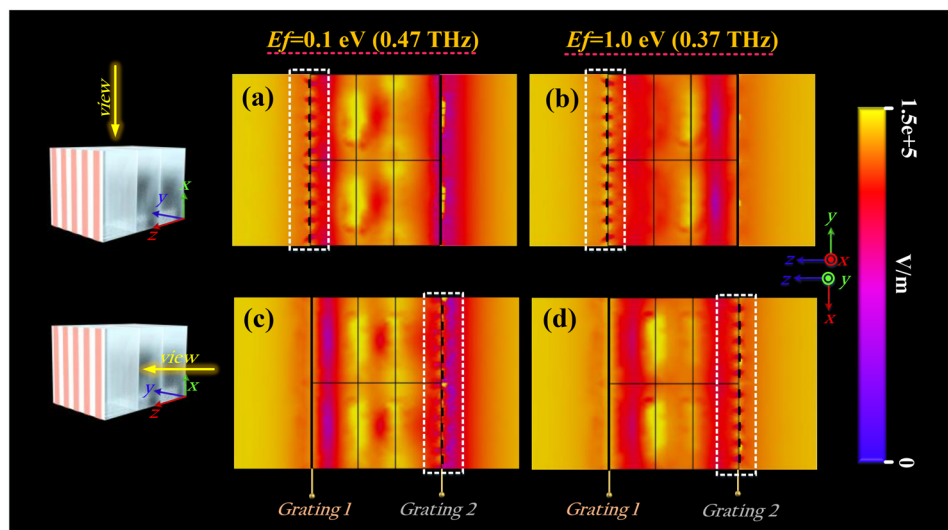 Ef=0.1 eV (0.47 THz)
Ef=1.0 eV (0.37 THz)
(a)
(b)
view
x
y
z
1.5e+5
V/m
0
y
z
x
z
y
x
(c)
(d)
view
x
y
z
Grating 1
Grating 2
Grating 1
Grating 2